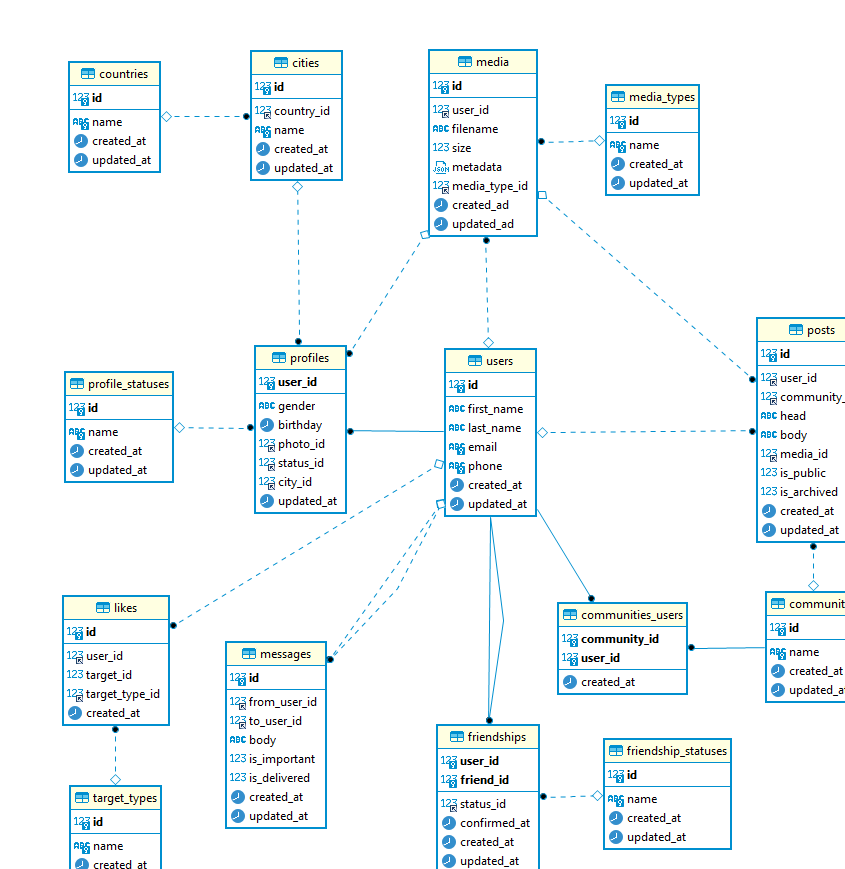 countries
123 id
ABC name
created_at
updated_at
cities
123 id
123 country_id
ABC name
created_at
updated_at
media
123 id
123 user_id
ABC filename
123 size
JSON metadata
123 media_type_id
created_ad
updated_ad
media_types
123 id
ABC name
created_at
updated_at
profile_statuses
123 id
ABC name
created_at
updated_at
profiles
123 user_id
ABC gender
birthday
123 photo_id
123 status_id
123 city_id
updated_at
users
123 id
ABC first_name
ABC last_name
ABC email
ABC phone
created_at
updated_at
posts
123 id
123 user_id
123 community_
ABC head
ABC body
123 media_id
123 is_public
123 is_archived
created_at
updated_at
likes
123 id
123 user_id
123 target_id
123 target_type_id
created_at
messages
123 id
123 from_user_id
123 to_user_id
ABC body
123 is_important
123 is_delivered
created_at
updated_at
communities_users
123 community_id
123 user_id
created_at
communit
123 id
ABC name
created_at
updated_a
target_types
123 id
ABC name
created_at
friendships
123 user_id
123 friend_id
123 status_id
confirmed_at
created_at
updated_at
friendship_statuses
123 id
ABC name
created_at
updated_at